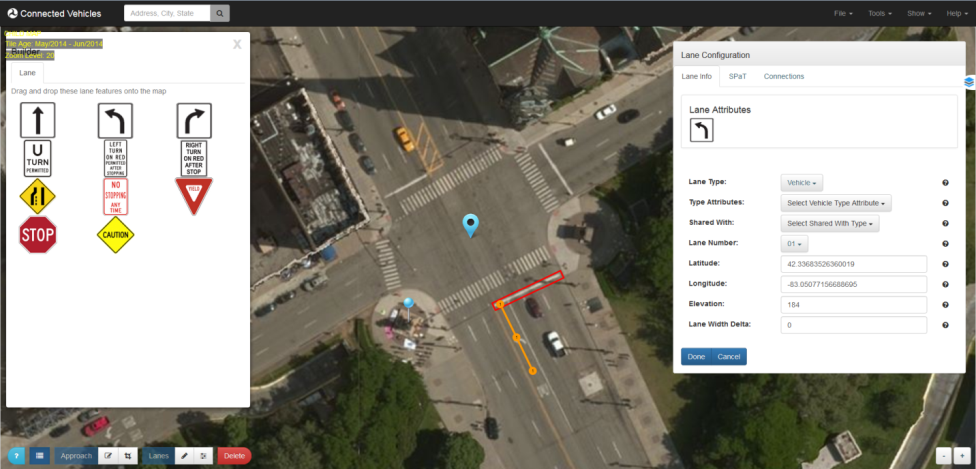 Connected Vehicles
Address, City, State
File
Tools
Show
Help
Tile Age: May/2014 - Jun/2014
Builder
Zoom Level: 20
X
Lane
Drag and drop these lane features onto the map
U
TURN
PERMITTED
LEFT
TURN
ON RED
PERMITTED
AFTER
STOPPING
RIGHT
TURN
ON RED
AFTER
STOP
NO
STOPPING
ANY
TIME
YIELD
STOP
CAUTION
Lane Configuration
Lane Info
SPaT
Connections
Lane Attributes
Lane Type:
Vehicle
Type Attributes:
Select Vehicle Type Attribute
Shared With:
Select Shared With Type
Lane Number:
01
Latitude:
42.33683526360019
Longitude:
-83.05077156688695
Elevation:
184
Lane Width Delta:
0
Done
Cancel
?
Approach
Lanes
Delete
-
+